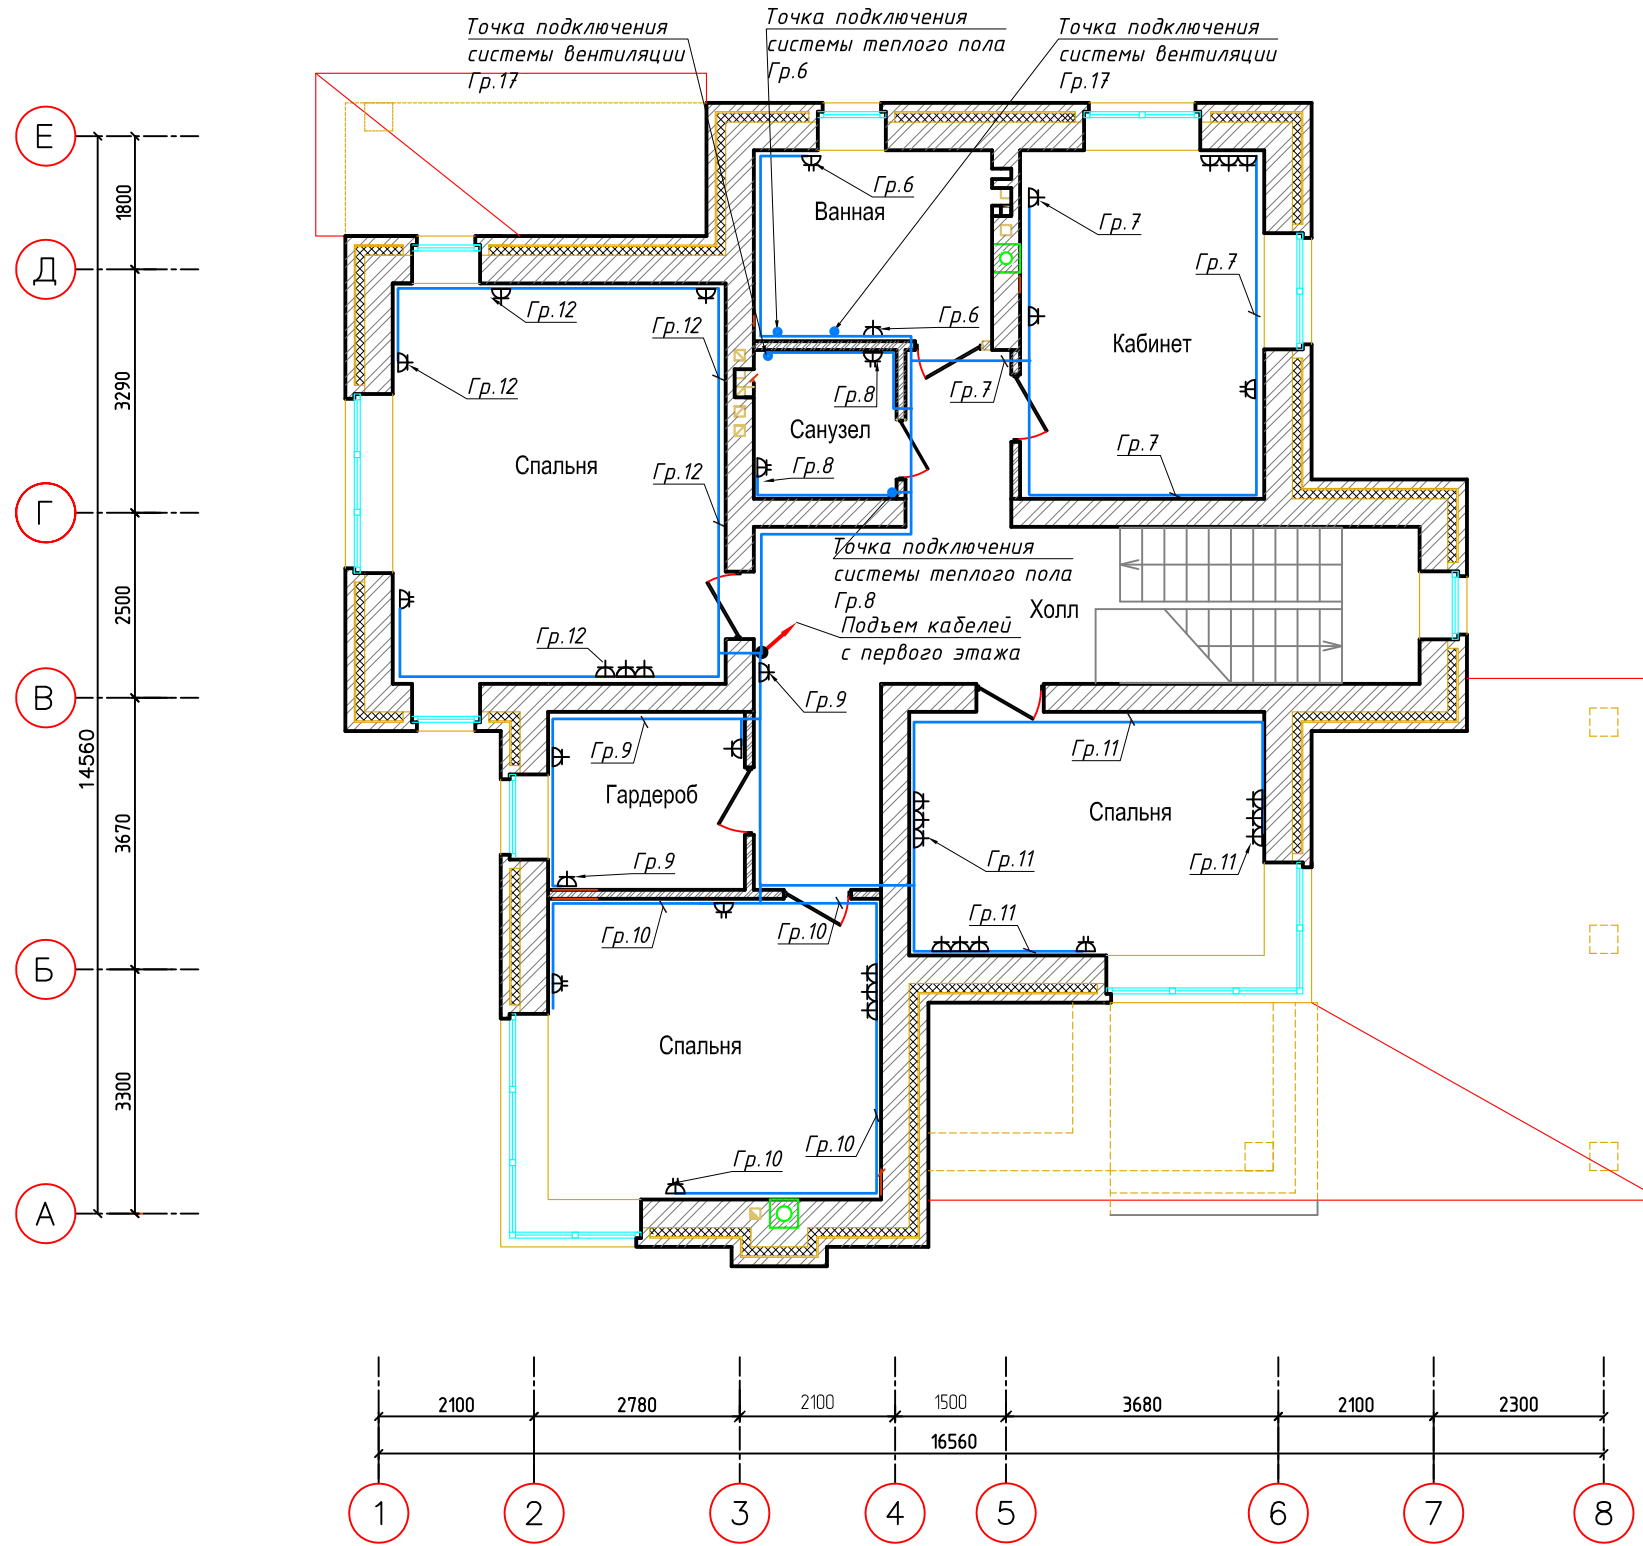 Точка подключения
системы вентиляции
Гр.17
Точка подключения
системы теплого пола
Гр.6
Точка подключения
системы вентиляции
Гр.17
Е
Д
Г
В
Б
А
1800
3290
2500
3670
3300
14560
Гр.6
Ванная
Гр.7
Гр.7
Гр.12
Гр.12
Гр.6
Кабинет
Гр.12
Гр.8
Гр.7
Санузел
Гр.7
Спальня
Гр.12
Гр.8
Точка подключения
системы теплого пола
Гр.8
Холл
Подъем кабелей
с первого этажа
Гр.12
Гр.9
Гр.9
Гр.11
Гардероб
Спальня
Гр.9
Гр.11
Гр.11
Гр.11
Гр.10
Гр.10
Спальня
Гр.10
Гр.10
2100
2780
2100
1500
3680
2100
2300
16560
1
2
3
4
5
6
7
8